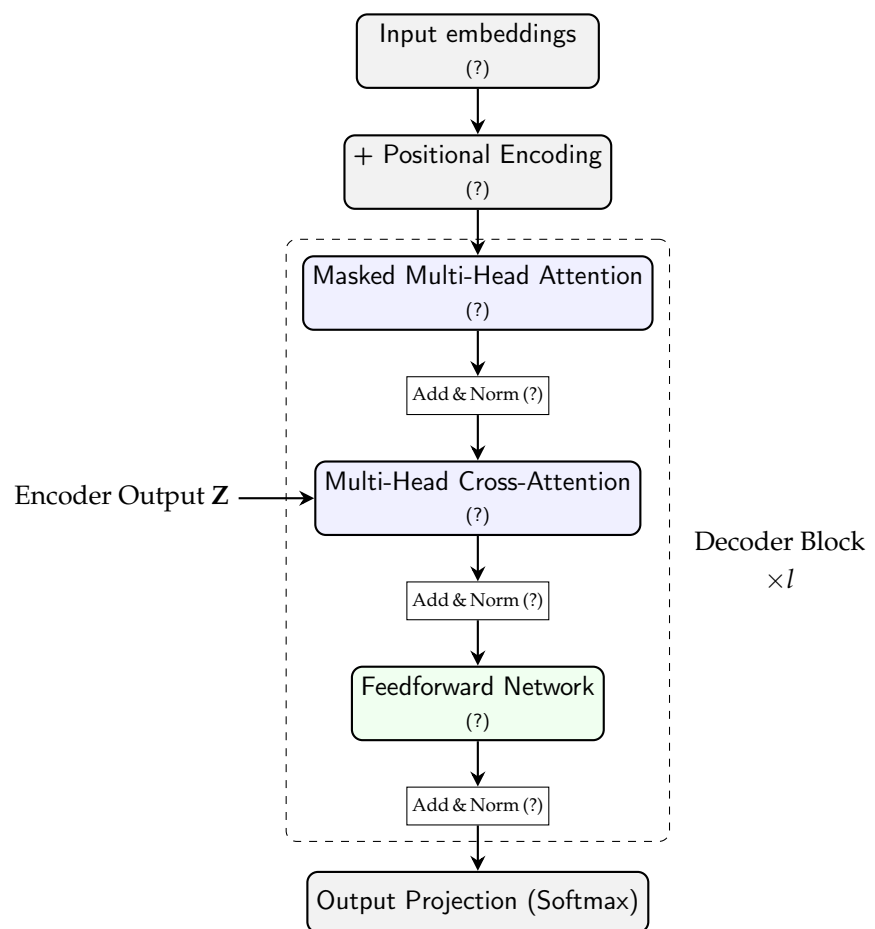 Input embeddings
(?)
+ Positional Encoding
(?)
Masked Multi-Head Attention
(?)
Add & Norm (?)
Encoder Output Z
Multi-Head Cross-Attention
(?)
Decoder Block
×l
Add & Norm (?)
Feedforward Network
(?)
Add & Norm (?)
Output Projection (Softmax)